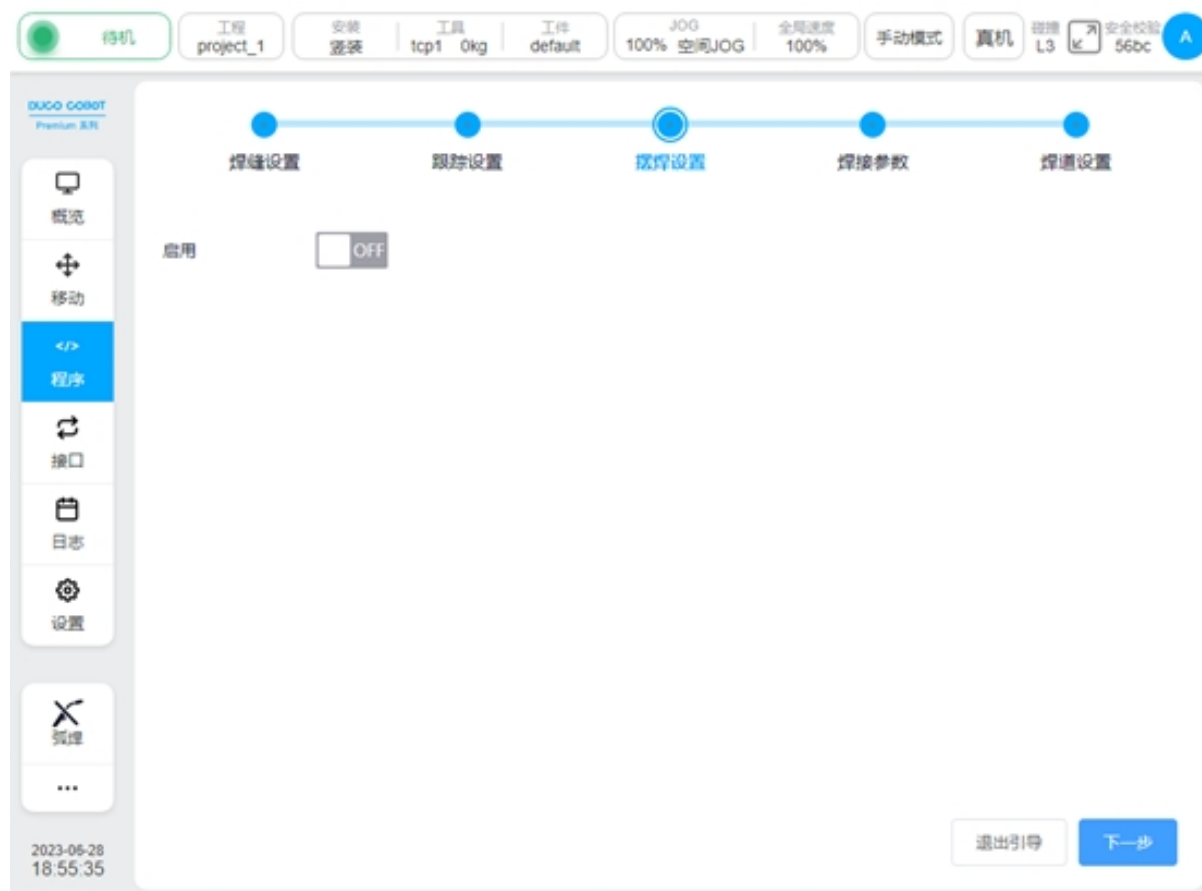 待机
工程
project_1
安装
竖装
工具
tcp1 0kg
工件
default
JOG
100% 空间JOG
全局速度
100%
手动模式
真机
碰撞
L3
安全校验
56bc
A
DUCO COBOT
Premium 系列
焊缝设置
跟踪设置
摆焊设置
焊接参数
焊道设置
概览
移动
</>
程序
接口
日志
设置
弧焊
...
启用
OFF
退出引导
下一步
2023-06-28
18:55:35